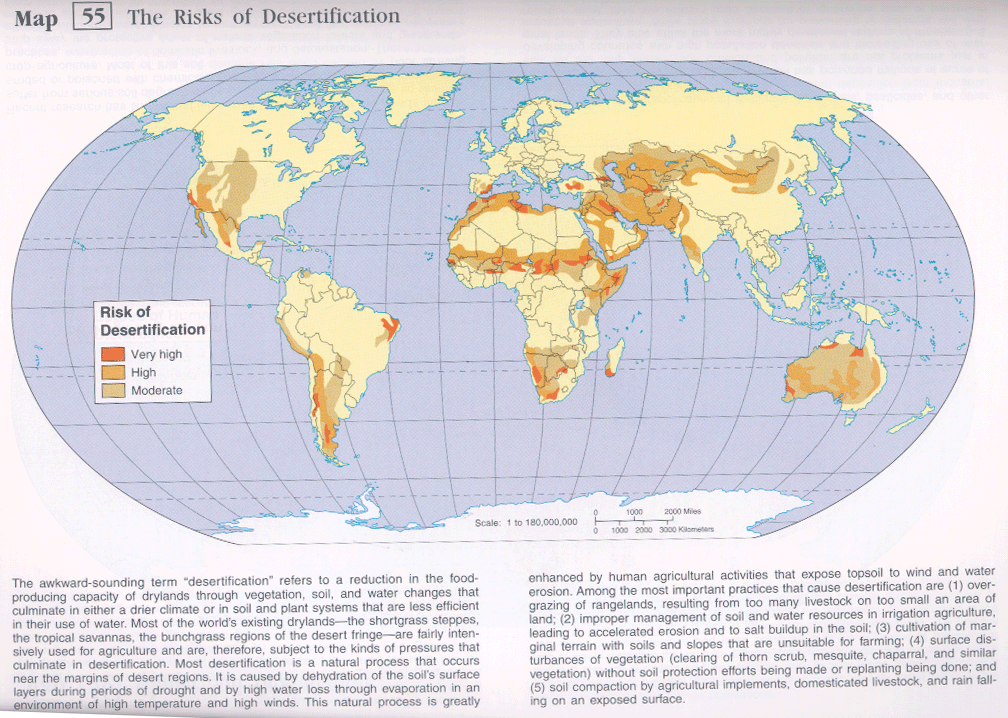 Map 55 The Risks of Desertification
Risk of
Desertification
Very high
High
Moderate
Scale: 1 to 180,000,000
0 1000 2000 Miles
0 1000 2000 3000 Kilometers
The awkward-sounding term “desertification” refers to a reduction in the food-
producing capacity of drylands through vegetation, soil, and water changes that
culminate in either a drier climate or in soil and plant systems that are less efficient
in their use of water. Most of the world's existing drylands—the shortgrass steppes,
the tropical savannas, the bunchgrass regions of the desert fringe—are fairly inten-
sively used for agriculture and are, therefore, subject to the kinds of pressures that
culminate in desertification. Most desertification is a natural process that occurs
near the margins of desert regions. It is caused by dehydration of the soil's surface
layers during periods of drought and by high water loss through evaporation in an
environment of high temperature and high winds. This natural process is greatly
enhanced by human agricultural activities that expose topsoil to wind and water
erosion. Among the most important practices that cause desertification are (1) over-
grazing of rangelands, resulting from too many livestock on too small an area of
land; (2) improper management of soil and water resources in irrigation agriculture,
leading to accelerated erosion and to salt buildup in the soil; (3) cultivation of mar-
ginal terrain with soils and slopes that are unsuitable for farming; (4) surface dis-
turbances of vegetation (clearing of thorn scrub, mesquite, chaparral, and similar
vegetation) without soil protection efforts being made or replanting being done; and
(5) soil compaction by agricultural implements, domesticated livestock, and rain fall-
ing on an exposed surface.